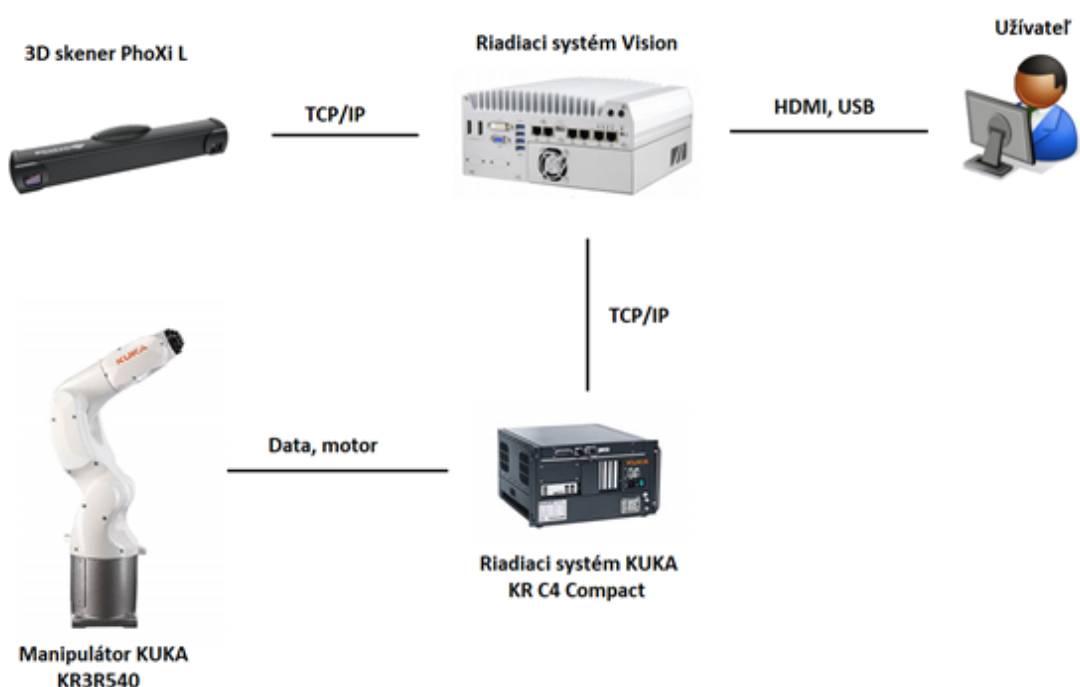 Užívateľ
Riadiaci systém Vision
3D skener PhoXi L
TCP/IP
HDMI, USB
TCP/IP
KUKA
Data, motor
KUKA
Riadiaci systém KUKA
KR C4 Compact
Manipulátor KUKA
KR3R540